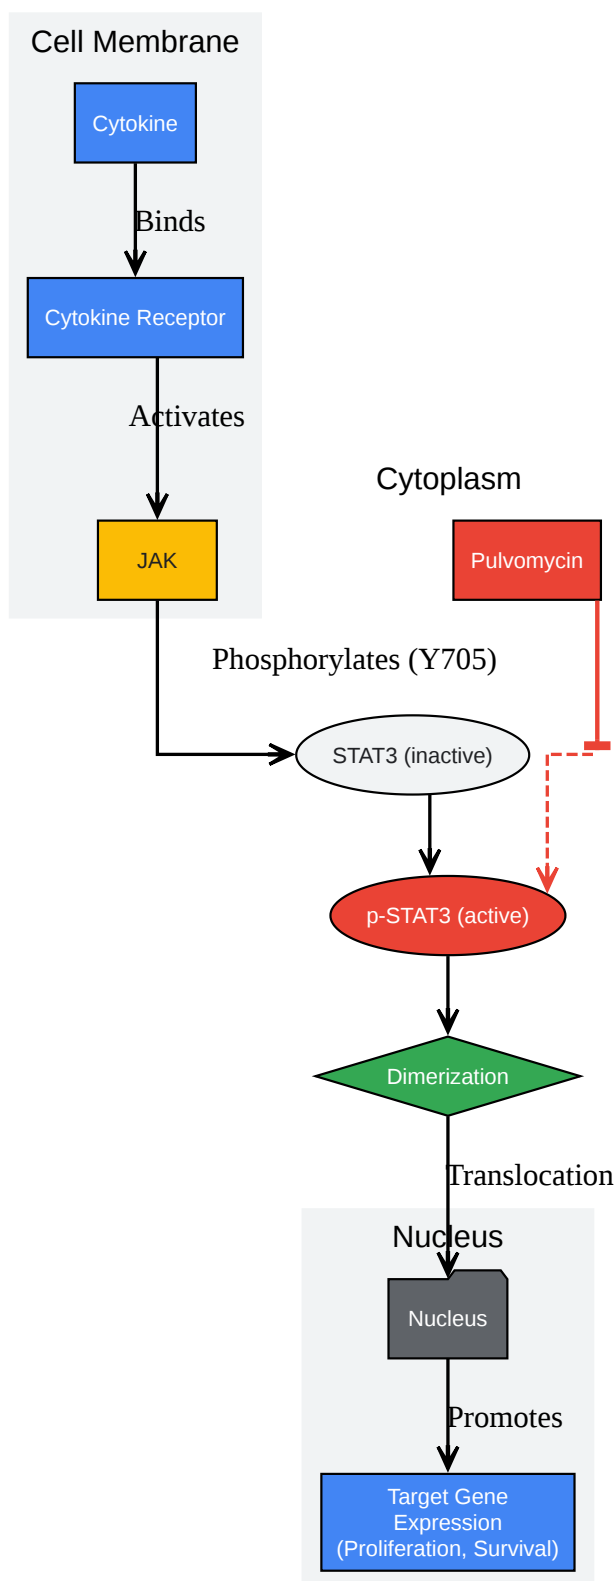 Cell Membrane
Cytokine
Binds
Cytokine Receptor
Activates
Cytoplasm
JAK
Pulvomycin
Phosphorylates (Y705)
STAT3 (inactive)
p-STAT3 (active)
Dimerization
Translocation
Nucleus
Nucleus
Promotes
Target Gene
Expression
(Proliferation, Survival)